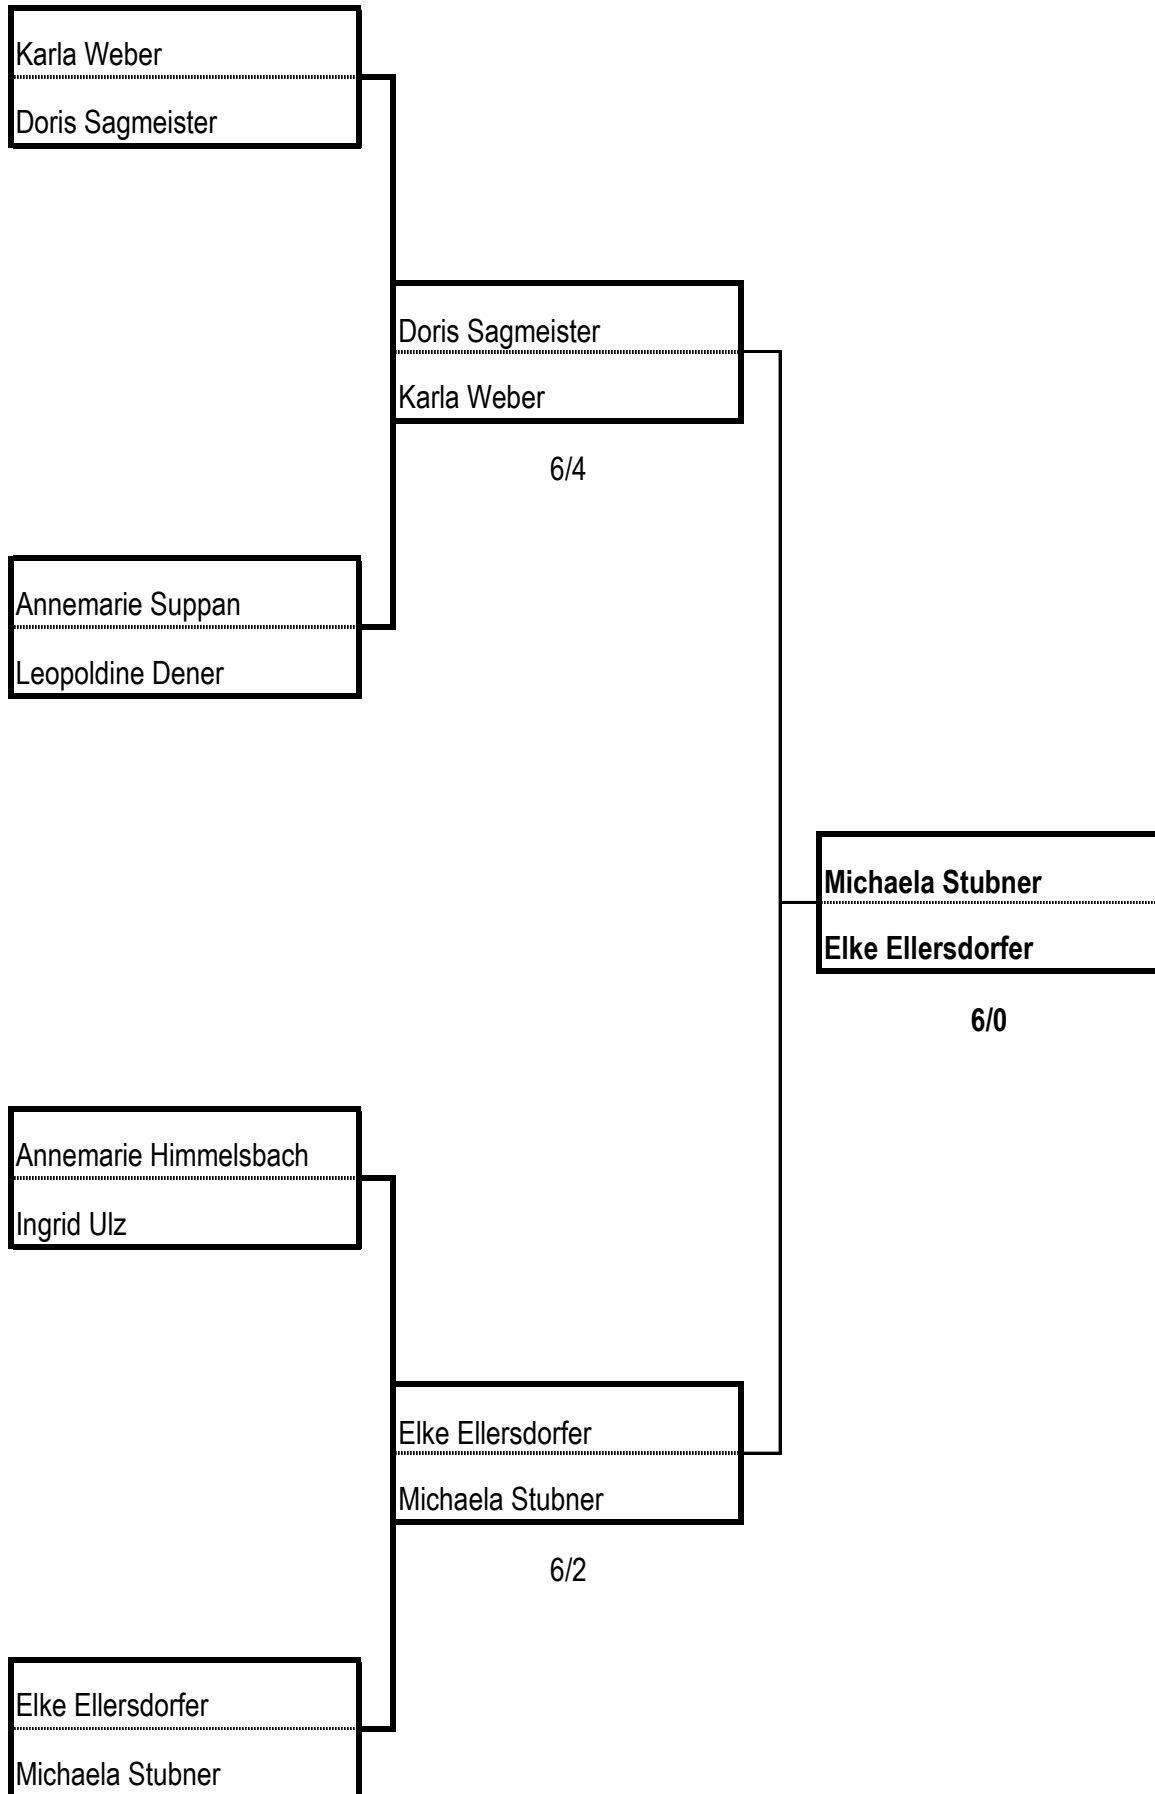 Karla Weber
Doris Sagmeister
Doris Sagmeister
Karla Weber
6/4
Annemarie Suppan
Leopoldine Dener
Michaela Stubner
Elke Ellersdorfer
6/0
Annemarie Himmelsbach
Ingrid Ulz
Elke Ellersdorfer
Michaela Stubner
6/2
Elke Ellersdorfer
Michaela Stubner